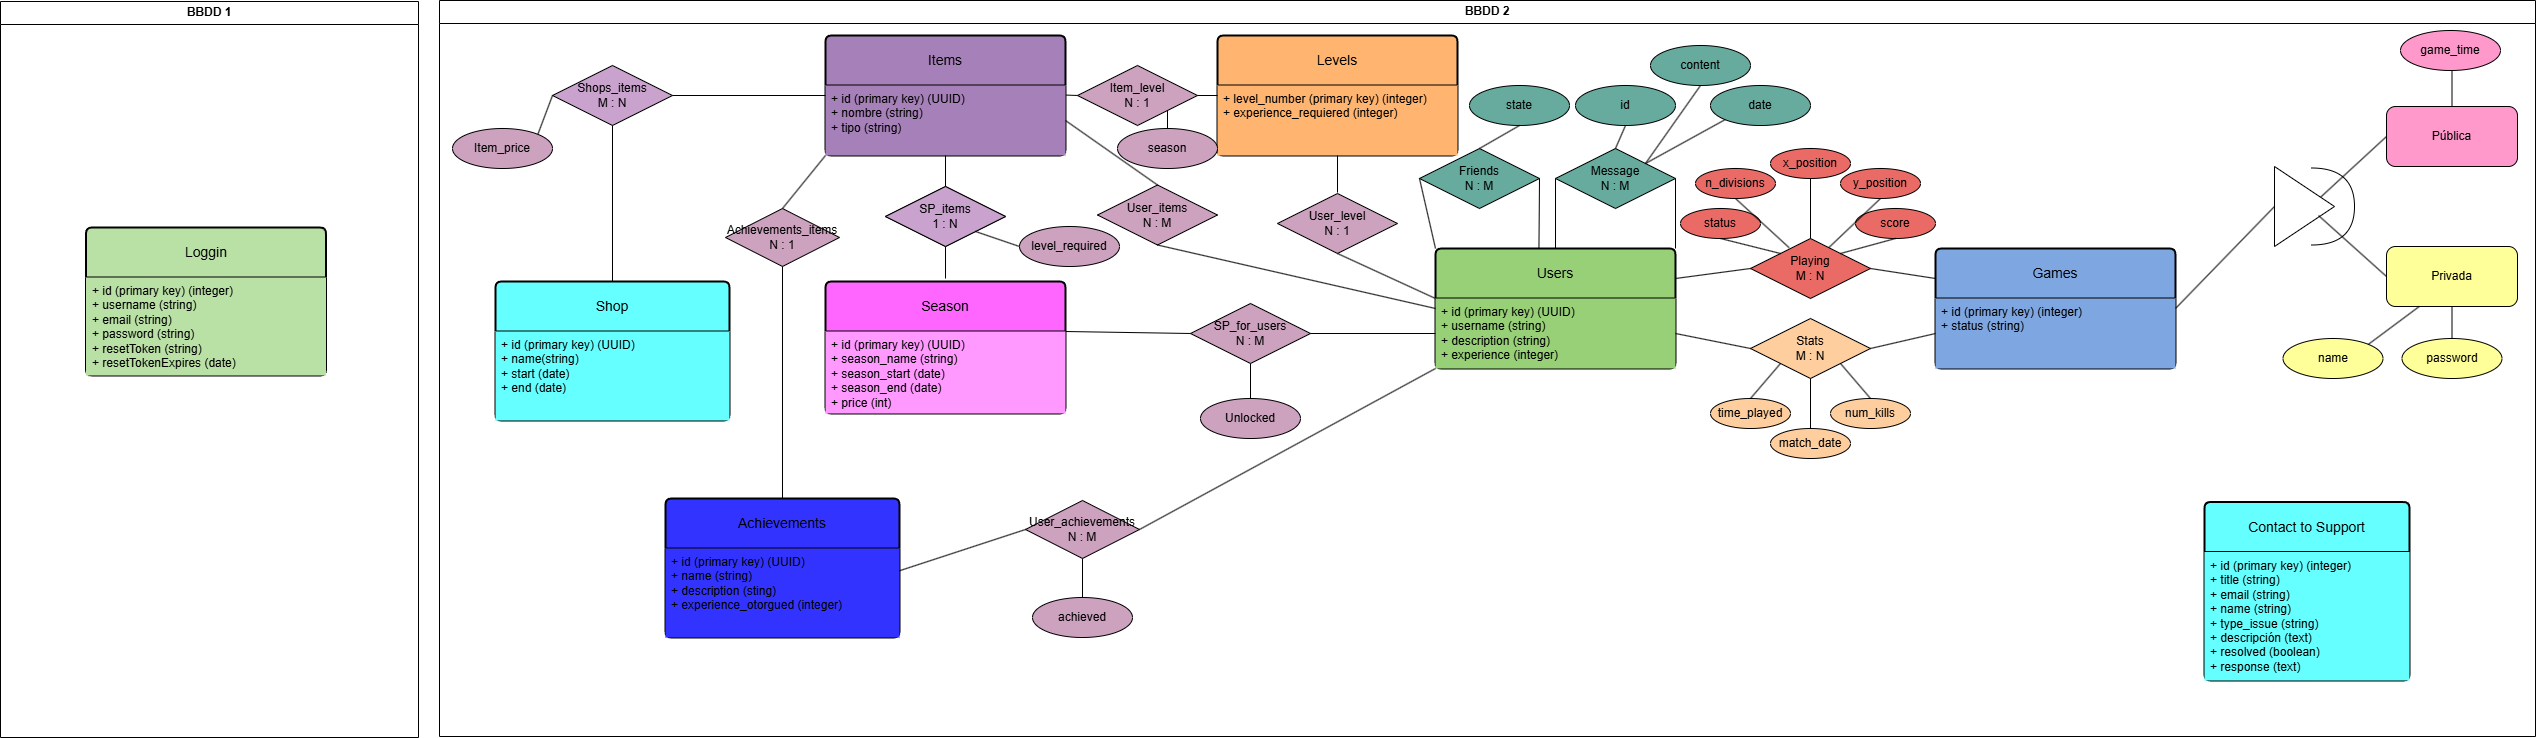 BBDD 1
Loggin
+ id (primary key) (integer)
+ username (string)
+ email (string)
+ password (string)
+ resetToken (string)
+ resetTokenExpires (date)
BBDD 2
Shops_items
M : N
Item_price
Items
+ id (primary key) (UUID)
+ nombre (string)
+ tipo (string)
Item_level
N : 1
season
Levels
+ level_number (primary key) (integer)
+ experience_requiered (integer)
Achievements_items
N : 1
SP_items
1 : N
level_required
User_items
N : M
User_level
N : 1
state
id
content
date
Friends
N : M
Message
N : M
n_divisions
x_position
y_position
status
score
Playing
M : N
game_time
Pública
Privada
name
password
Shop
+ id (primary key) (UUID)
+ name(string)
+ start (date)
+ end (date)
Season
+ id (primary key) (UUID)
+ season_name (string)
+ season_start (date)
+ season_end (date)
+ price (int)
SP_for_users
N : M
Unlocked
Users
+ id (primary key) (UUID)
+ username (string)
+ description (string)
+ experience (integer)
Stats
M : N
time_played
num_kills
match_date
Games
+ id (primary key) (integer)
+ status (string)
Achievements
+ id (primary key) (UUID)
+ name (string)
+ description (sting)
+ experience_otorgued (integer)
User_achievements
N : M
achieved
Contact to Support
+ id (primary key) (integer)
+ title (string)
+ email (string)
+ name (string)
+ type_issue (string)
+ descripción (text)
+ resolved (boolean)
+ response (text)